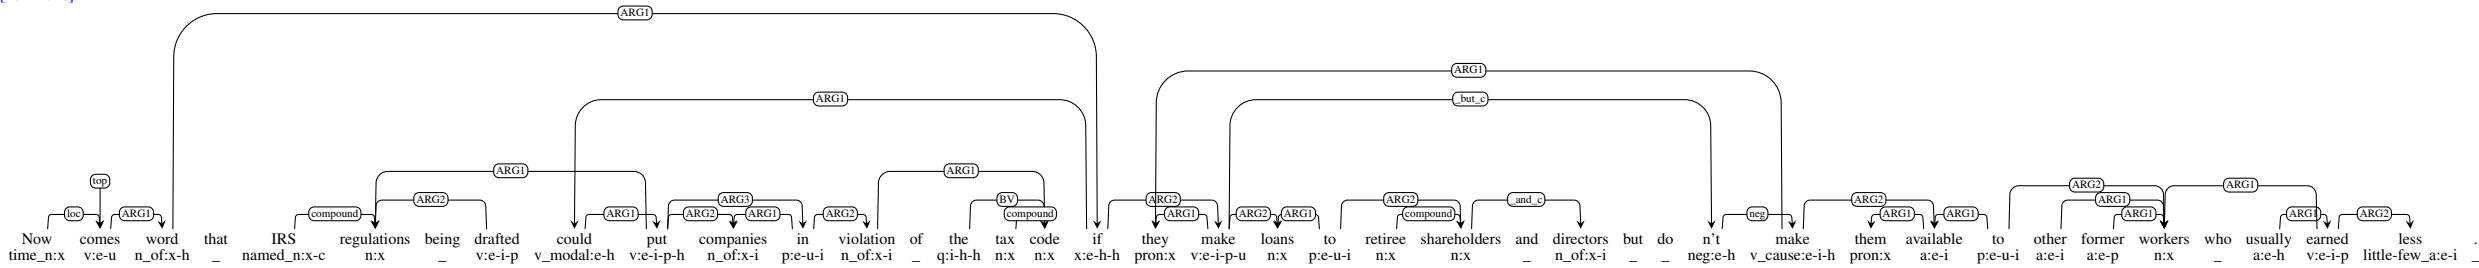 ARG1
ARG1
ARG1 _but_c
top ARG1 ARG1
ARG2 ARG3 BV ARG2 ARG2 _and_c ARG2 ARG2 ARG1 ARG1
loc ARG1 compound ARG1 ARG2 ARG1 ARG2 compound ARG1 ARG2 ARG1 compound neg ARG1 ARG1 ARG1 ARG1 ARG2
Now comes word that IRS regulations being drafted could put companies in violation of the tax code if they make loans to retiree shareholders and directors but do n't make them available to other former workers who usually earned less .
time_n:x v:e-u n_of:x-h _ named_n:x-c n:x _ v:e-i-p v_modal:e-h v:e-i-p-h n_of:x-i p:e-u-i n_of:x-i _ q:i-h-h n:x n:x x:e-h-h pron:x v:e-i-p-u n:x p:e-u-i n:x n:x _ n_of:x-i _ _ neg:e-h v_cause:e-i-h pron:x a:e-i p:e-u-i a:e-i a:e-p n:x _ a:e-h v:e-i-p little-few_a:e-i _